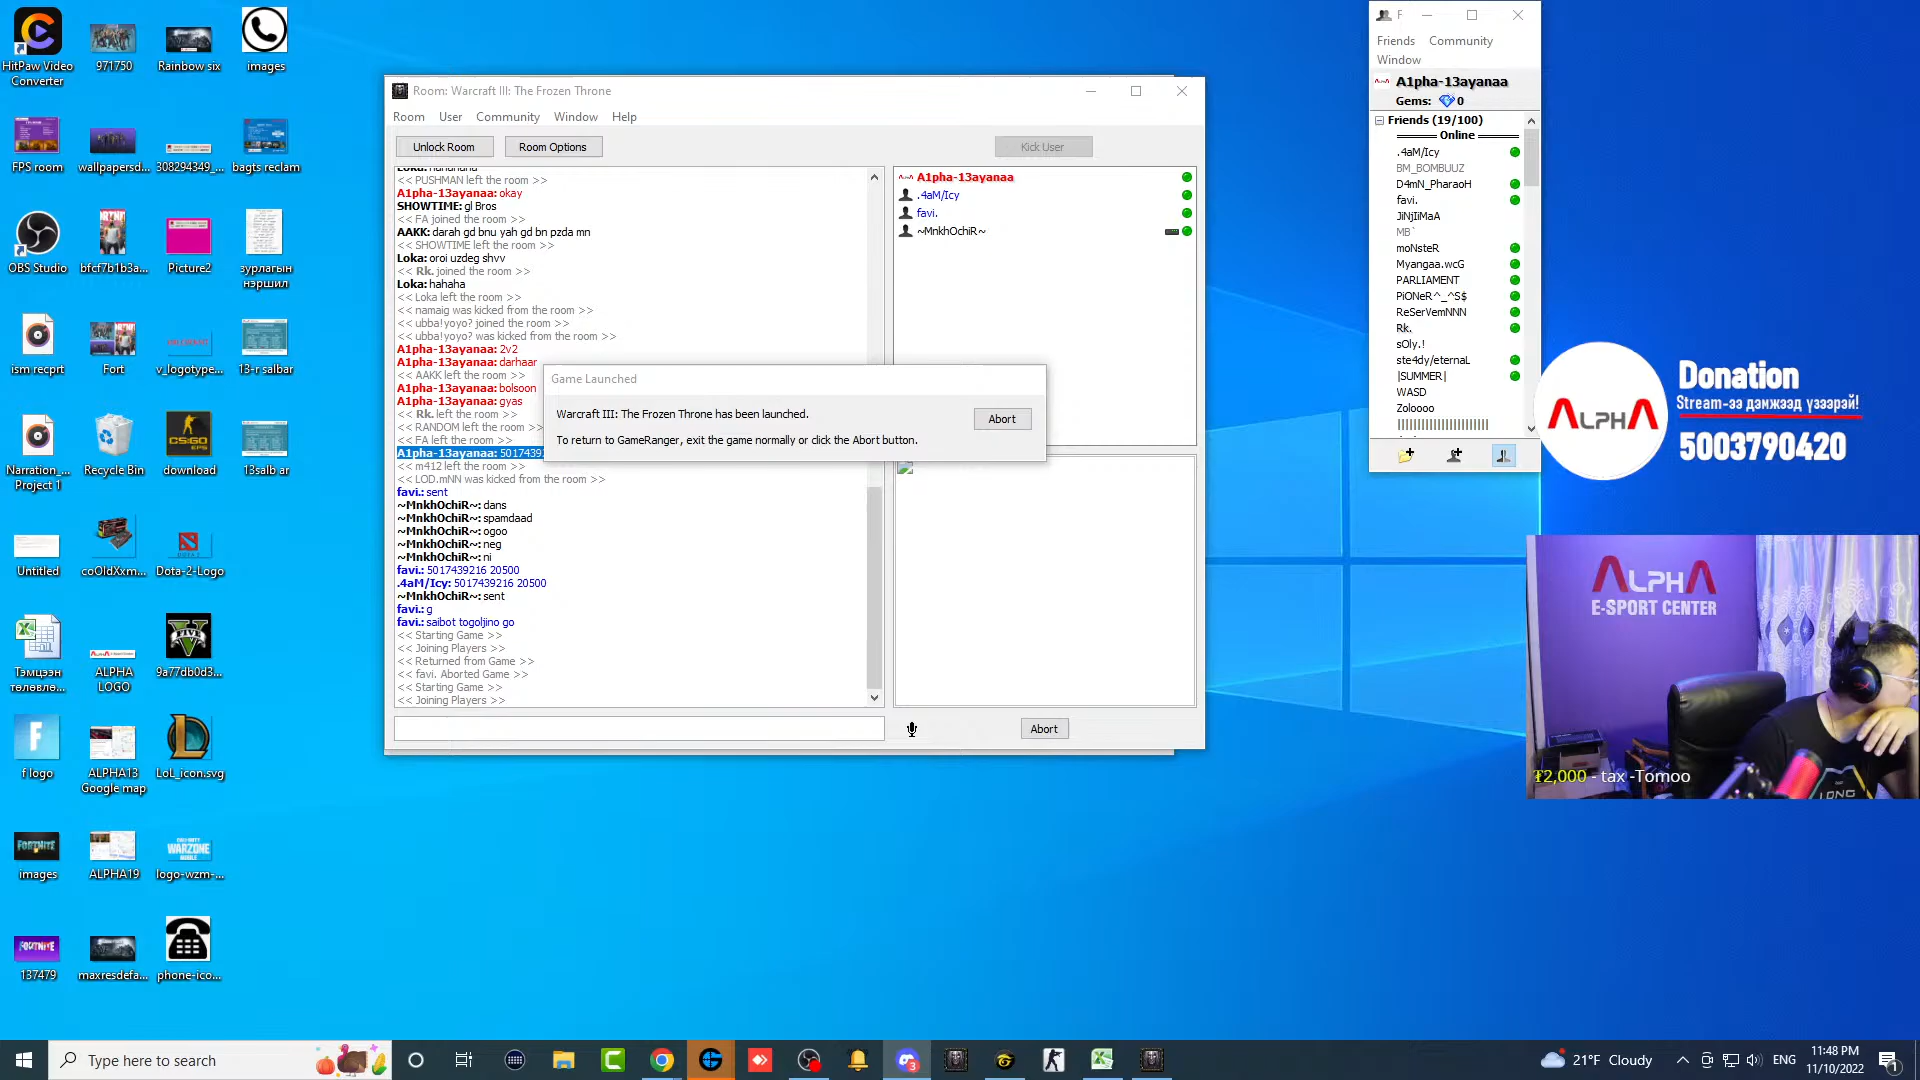 HitPaw Video
Converter
971750
Rainbow six
images
FPS room
wallpapersd...
308294349_...
bagts reclam
OBS Studio
bfcf7b1b3a...
Picture2
зурлагын
нэршил
ism recprt
Fort
v_logotype...
13-r salbar
Narration_...
Project 1
Recycle Bin
download
13salb ar
Untitled
coOldXxm...
Dota-2-Logo
Тэмцээн
төлөвлө...
ALPHA
LOGO
9a77db0d3...
f logo
ALPHA13
Google map
LoL_icon.svg
images
ALPHA19
logo-wzm-...
137479
maxresdefa...
phone-ico...
Room: Warcraft III: The Frozen Throne
Room User Community Window Help
Unlock Room Room Options Kick User
Loka: hahahaha
<< PUSHMAN left the room >>
A1pha-13ayanaa: okay
SHOWTIME: gl Bros
<< FA joined the room >>
AAKK: darah gd bnu yah gd bn pzda mn
<< SHOWTIME left the room >>
Loka: oroi uzdeg shvv
<< Rk. joined the room >>
Loka: hahaha
<< Loka left the room >>
<< namaig was kicked from the room >>
<< ubba!yoyo? joined the room >>
<< ubba!yoyo? was kicked from the room >>
A1pha-13ayanaa: 2v2
A1pha-13ayanaa: darhaar
<< AAKK left the room >>
A1pha-13ayanaa: bolsoon
A1pha-13ayanaa: gyas
<< Rk. left the room >>
<< RANDOM left the room >>
<< FA left the room >>
A1pha-13ayanaa: 5017439
<< m412 left the room >>
<< LOD.mNN was kicked from the room >>
favi.: sent
~MnkhOchiR~: dans
~MnkhOchiR~: spamdaad
~MnkhOchiR~: ogoo
~MnkhOchiR~: neg
~MnkhOchiR~: ni
favi.: 5017439216 20500
.4aM/Icy: 5017439216 20500
~MnkhOchiR~: sent
favi.: g
favi.: saibot togoljino go
<< Starting Game >>
<< Joining Players >>
<< Returned from Game >>
<< favi. Aborted Game >>
<< Starting Game >>
<< Joining Players >>
A1pha-13ayanaa
.4aM/Icy
favi.
~MnkhOchiR~
Game Launched
Warcraft III: The Frozen Throne has been launched.
To return to GameRanger, exit the game normally or click the Abort button.
Abort
Abort
F
Friends Community
Window
A1pha-13ayanaa
Gems: 0
Friends (19/100)
Online
.4aM/Icy
BM_BOMBUUZ
D4mN_PharaoH
favi.
JiNjIiMaA
MB`
moNsteR
Myangaa.wcG
PARLIAMENT
PiONeR^_^S$
ReSerVemNNN
Rk.
sOly.!
ste4dy/eternaL
|SUMMER|
WASD
Zoloooo
ALPHA
Donation
Stream-ээ дэмжээд үзээрэй!
5003790420
ALPHA
E-SPORT CENTER
₮2,000 - tax -Tomoo
Type here to search
21°F Cloudy
ENG
11:48 PM
11/10/2022